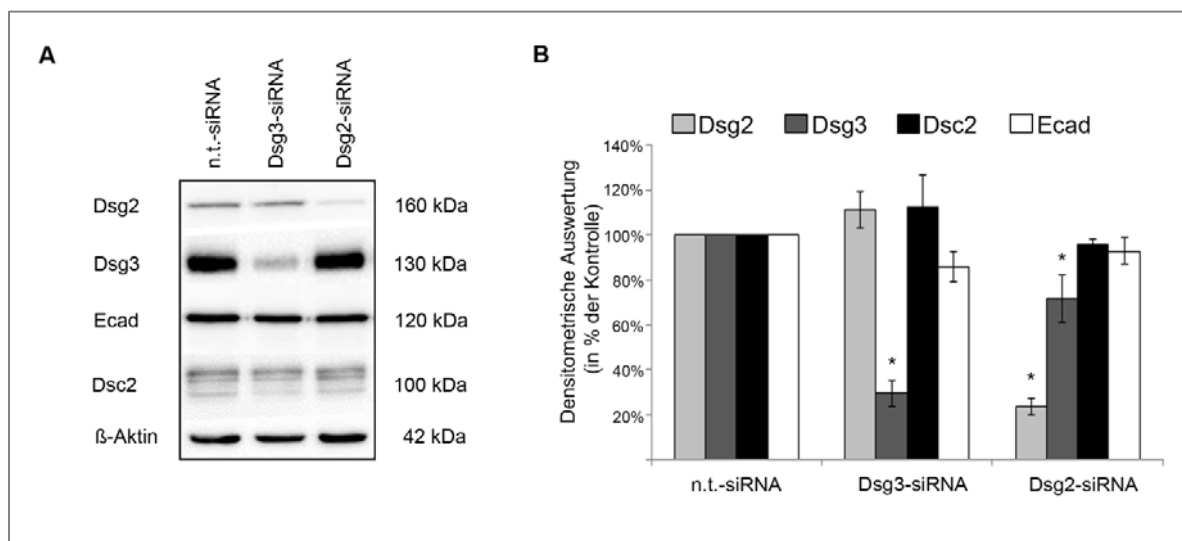 A
n.t.-siRNA
Dsg3-siRNA
Dsg2-siRNA
Dsg2
160 kDa
Dsg3
130 kDa
Ecad
120 kDa
Dsc2
100 kDa
ß-Aktin
42 kDa
B
Dsg2 Dsg3 Dsc2 Ecad
Densitometrische Auswertung
(in % der Kontrolle)
140%
120%
100%
80%
60%
40%
20%
*
*
*
n.t.-siRNA Dsg3-siRNA Dsg2-siRNA